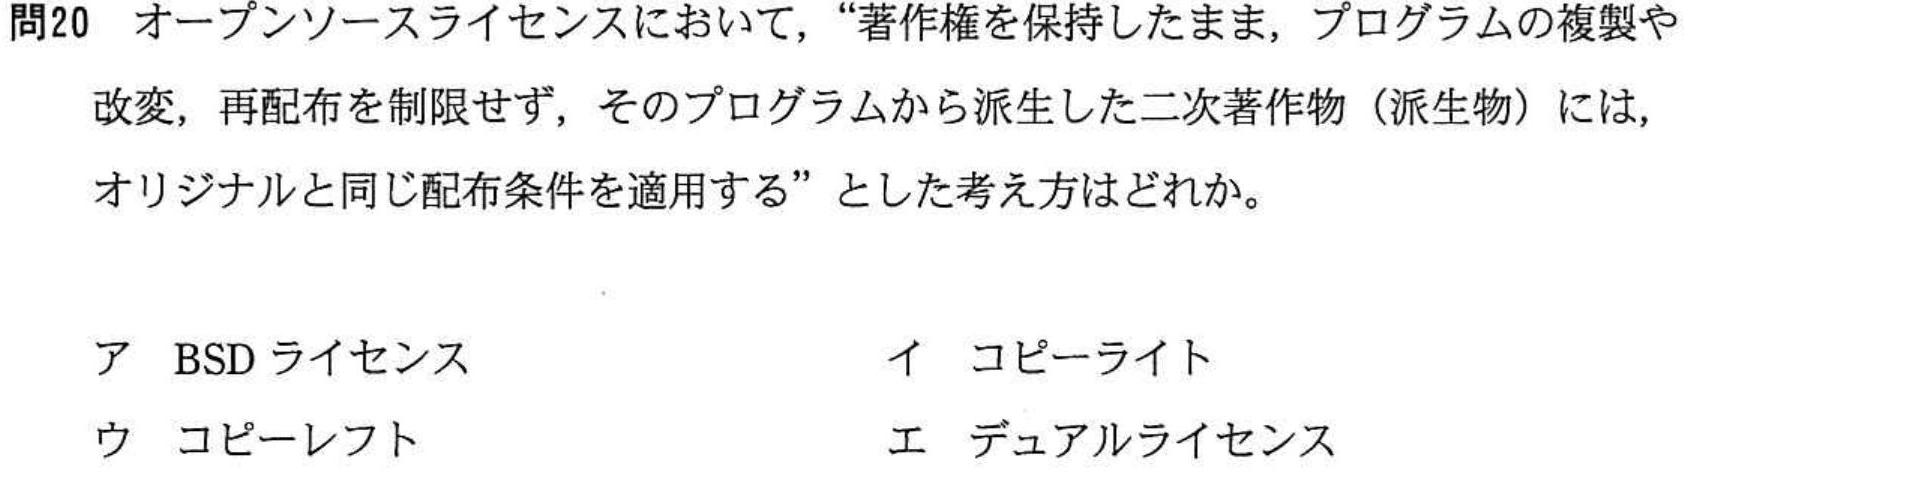 問20 オープンソースライセンスにおいて，“著作権を保持したまま，プログラムの複製や
改変，再配布を制限せず，そのプログラムから派生した二次著作物（派生物）には，
オリジナルと同じ配布条件を適用する”とした考え方はどれか。
ア BSD ライセンス イ コピーライト
ウ コピーレフト エ デュアルライセンス